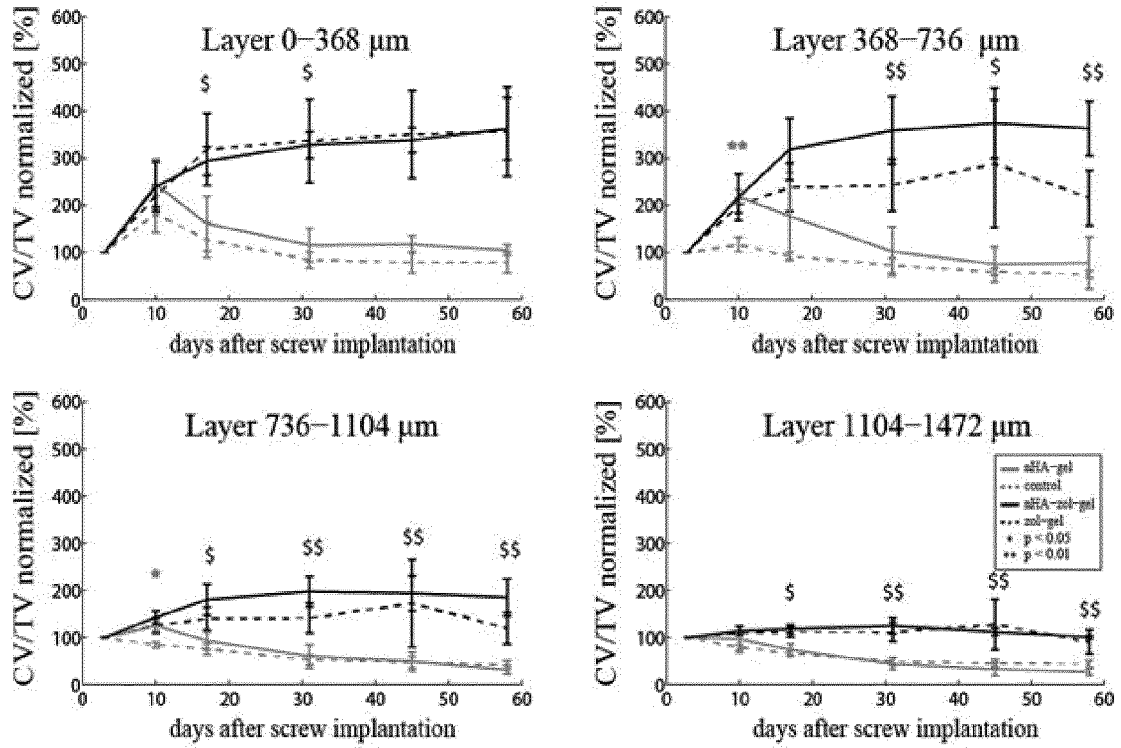 Layer 0−368 μm
CV/TV normalized [%]
600
500
400
300
200
100
0
$ $
0 10 20 30 40 50 60
days after screw implantation
Layer 368−736 μm
CV/TV normalized [%]
600
500
400
300
200
100
0
** $$ $ $$
0 10 20 30 40 50 60
days after screw implantation
Layer 736−1104 μm
CV/TV normalized [%]
600
500
400
300
200
100
0
* $ $$ $$ $$
0 10 20 30 40 50 60
days after screw implantation
Layer 1104−1472 μm
CV/TV normalized [%]
600
500
400
300
200
100
0
nHA−gel
control
nHA−zol−gel
zol−gel
* p < 0.05
** p < 0.01
$ $$ $$ $$
0 10 20 30 40 50 60
days after screw implantation